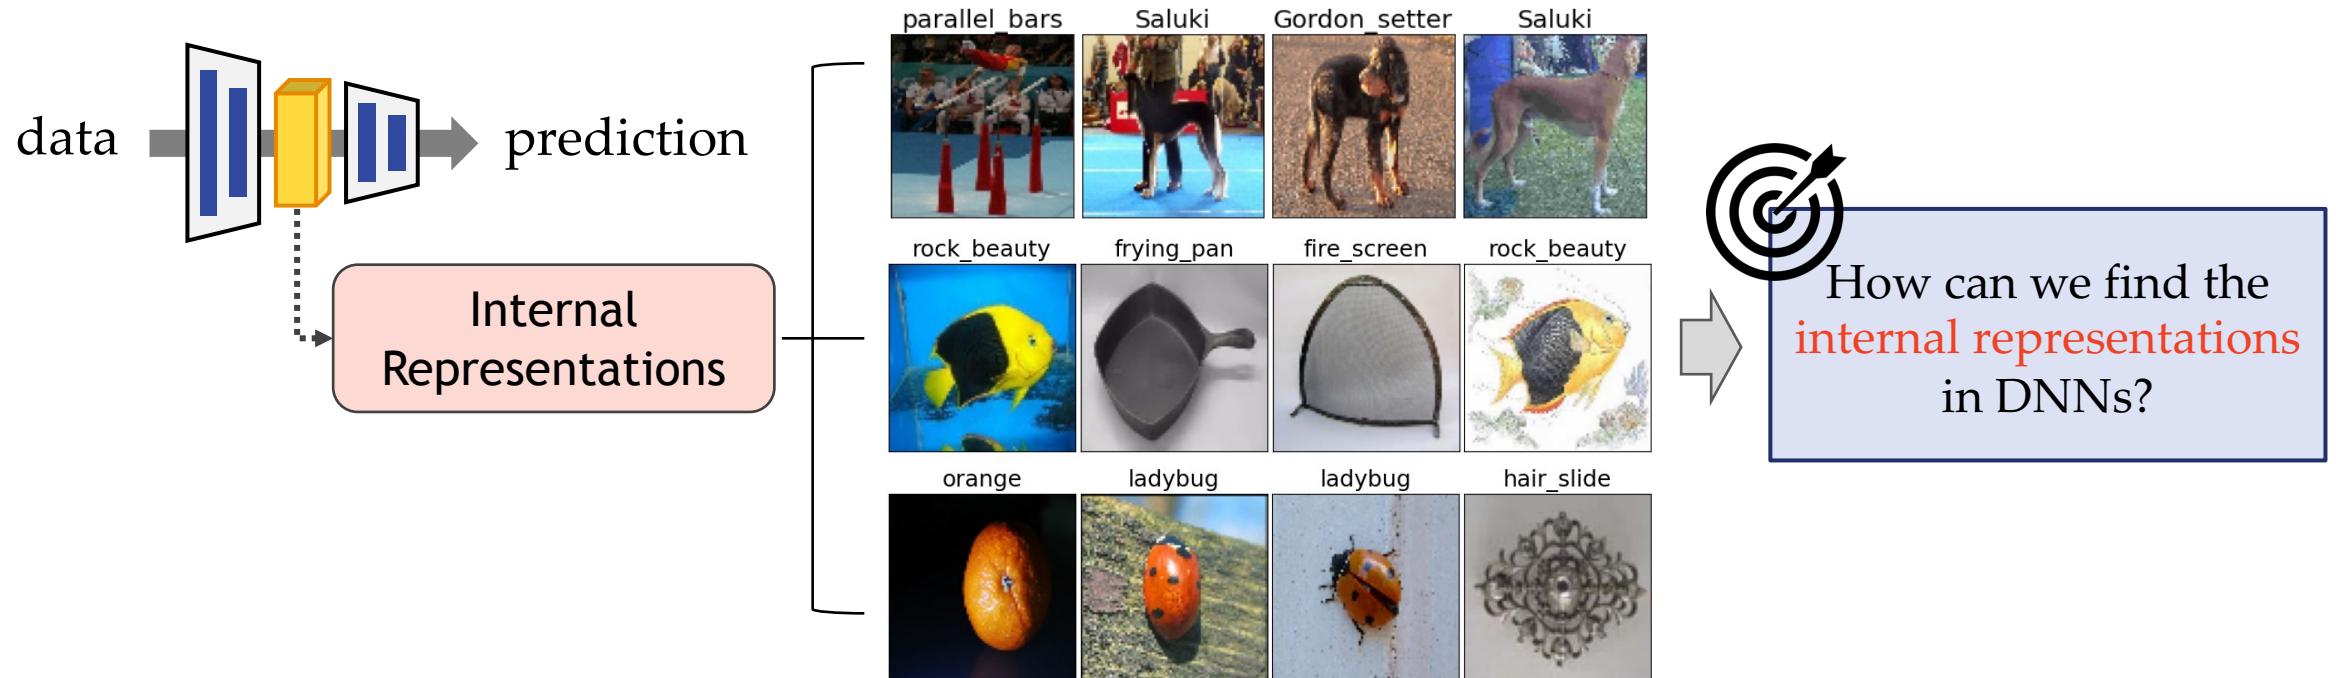 data
prediction
Internal
Representations
parallel_bars
Saluki
Gordon_setter
Saluki
rock_beauty
frying_pan
fire_screen
rock_beauty
orange
ladybug
ladybug
hair_slide
How can we find the
internal representations
in DNNs?